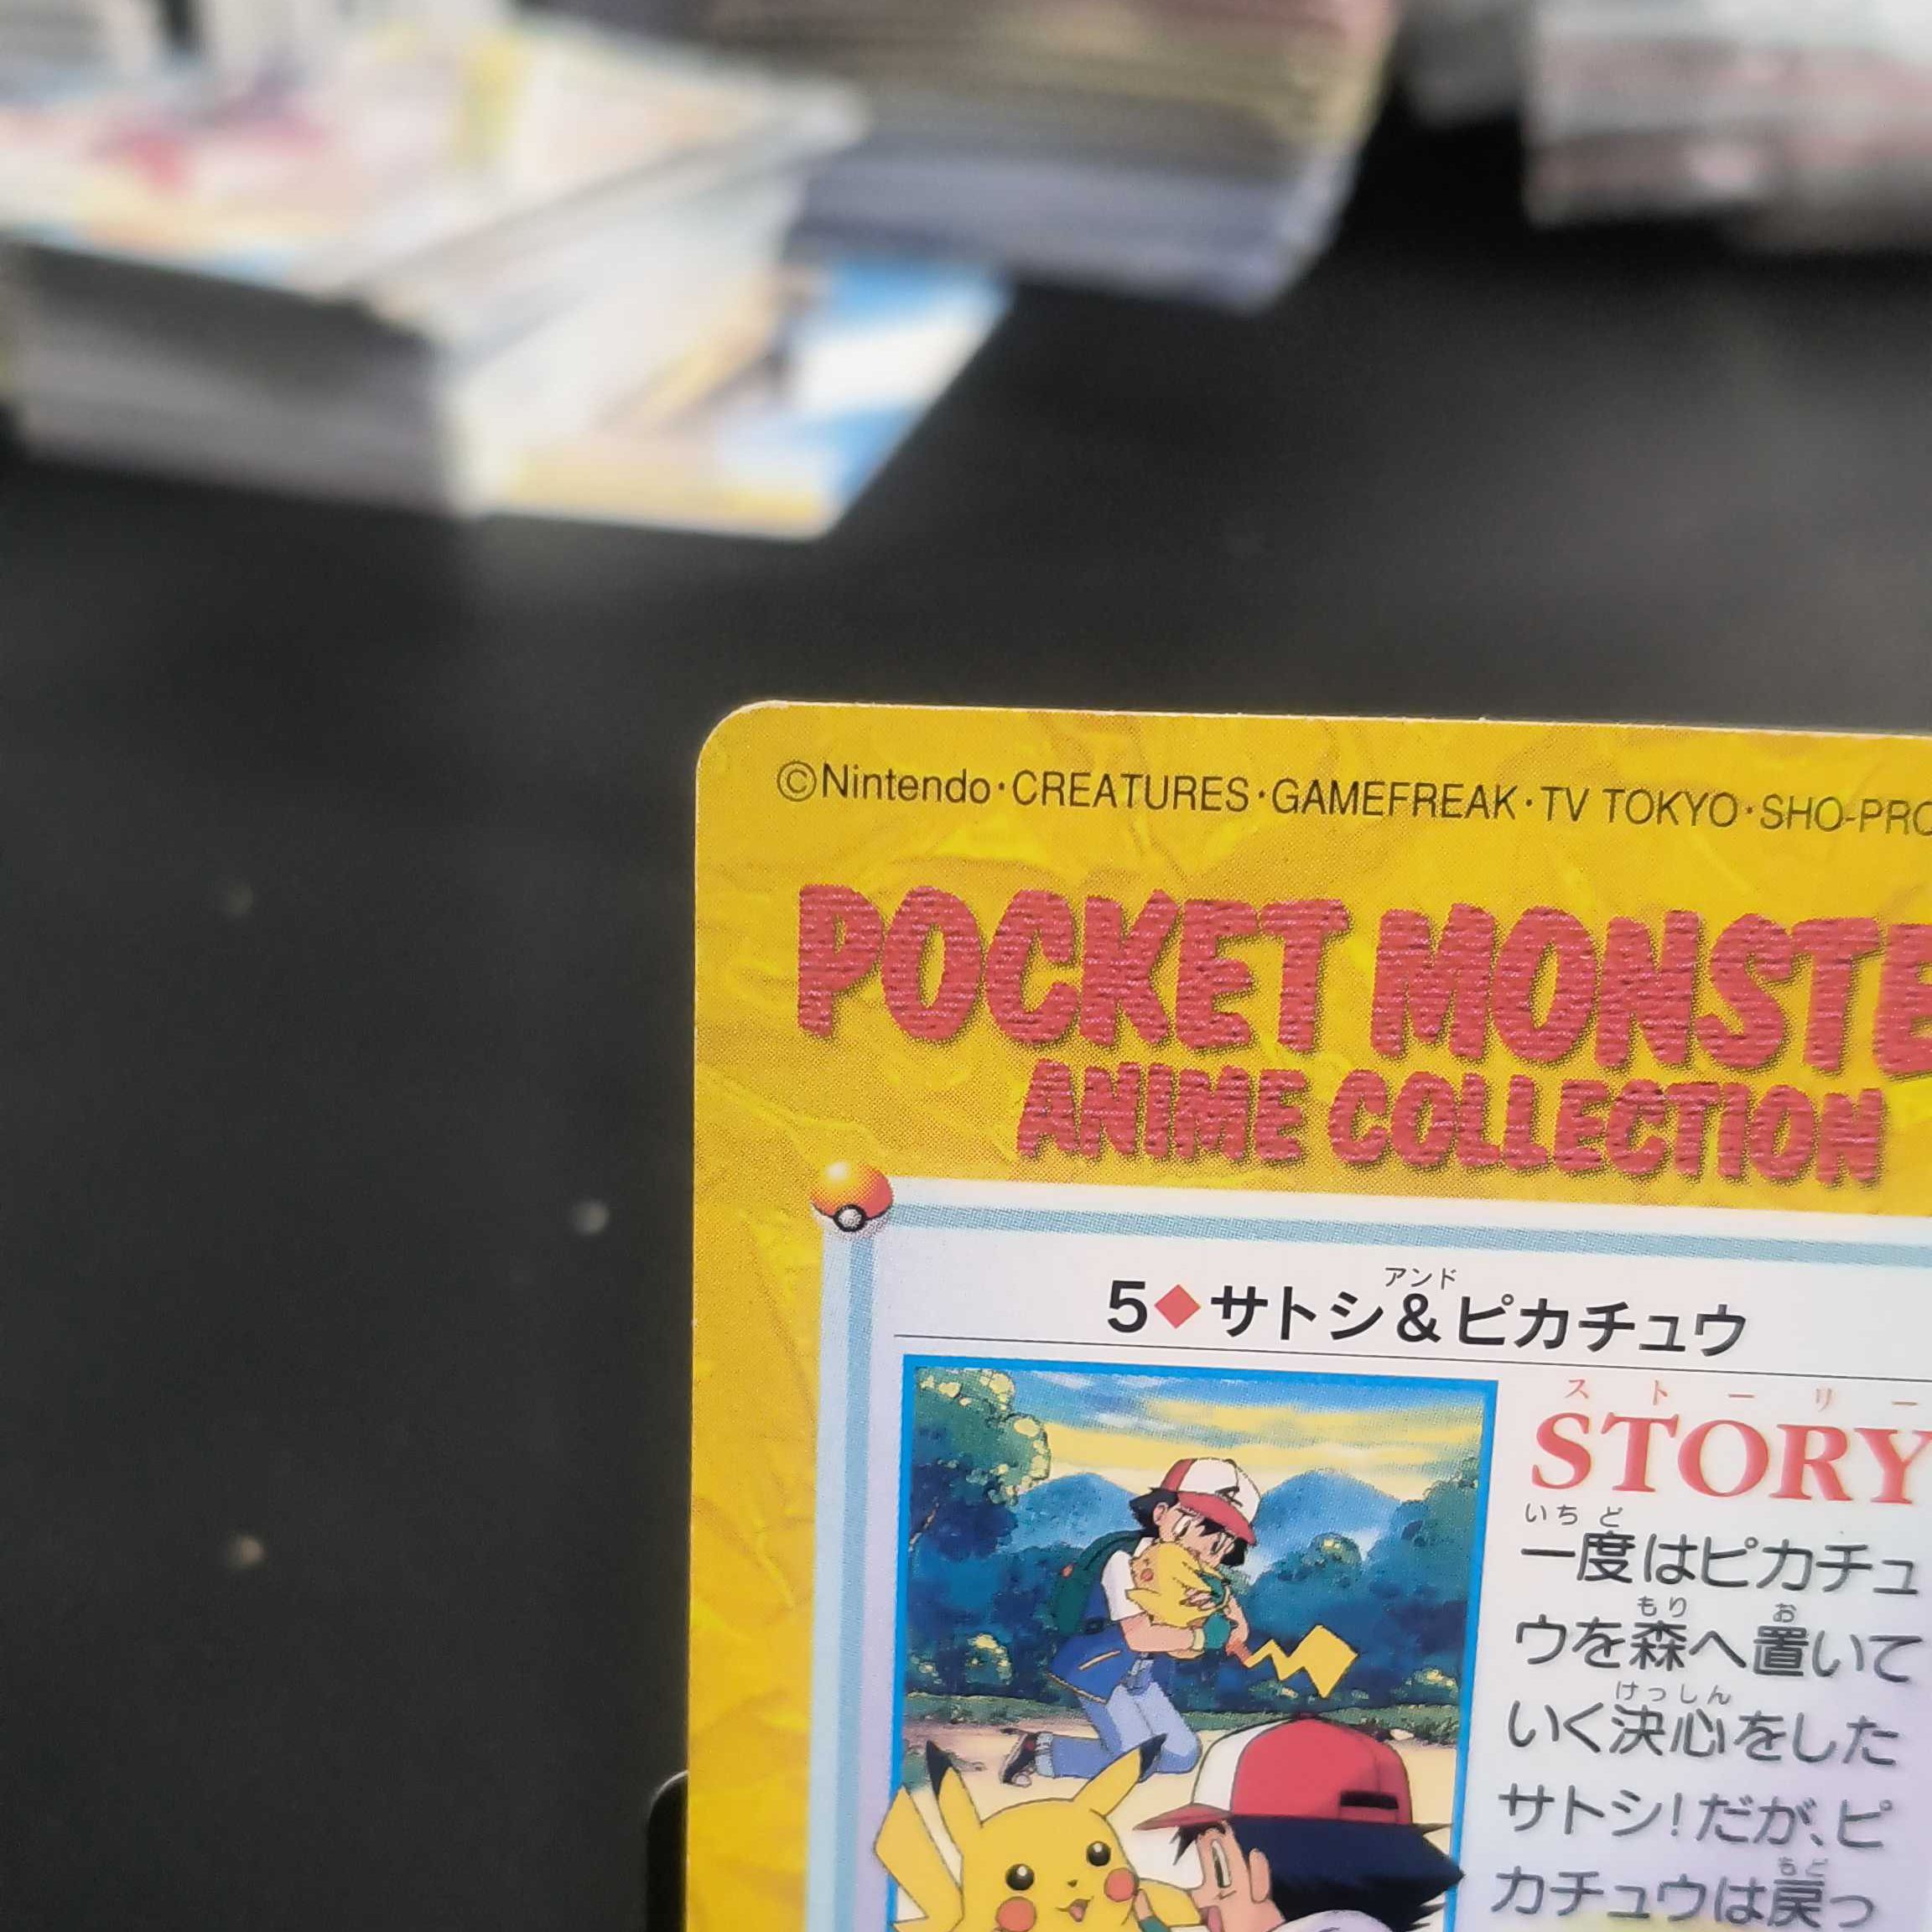 ©Nintendo・CREATURES・GAMEFREAK・TV TOKYO・SHO-PRO
POCKET MONSTE
ANIME COLLECTION
アンド
5◆サトシ&ピカチュウ
ストーリー
STORY
いちど
一度はピカチュ
もり お
ウを森へ置いて
けっしん
いく決心をした
サトシ!だが、ピ
もど
カチュウは戻っ